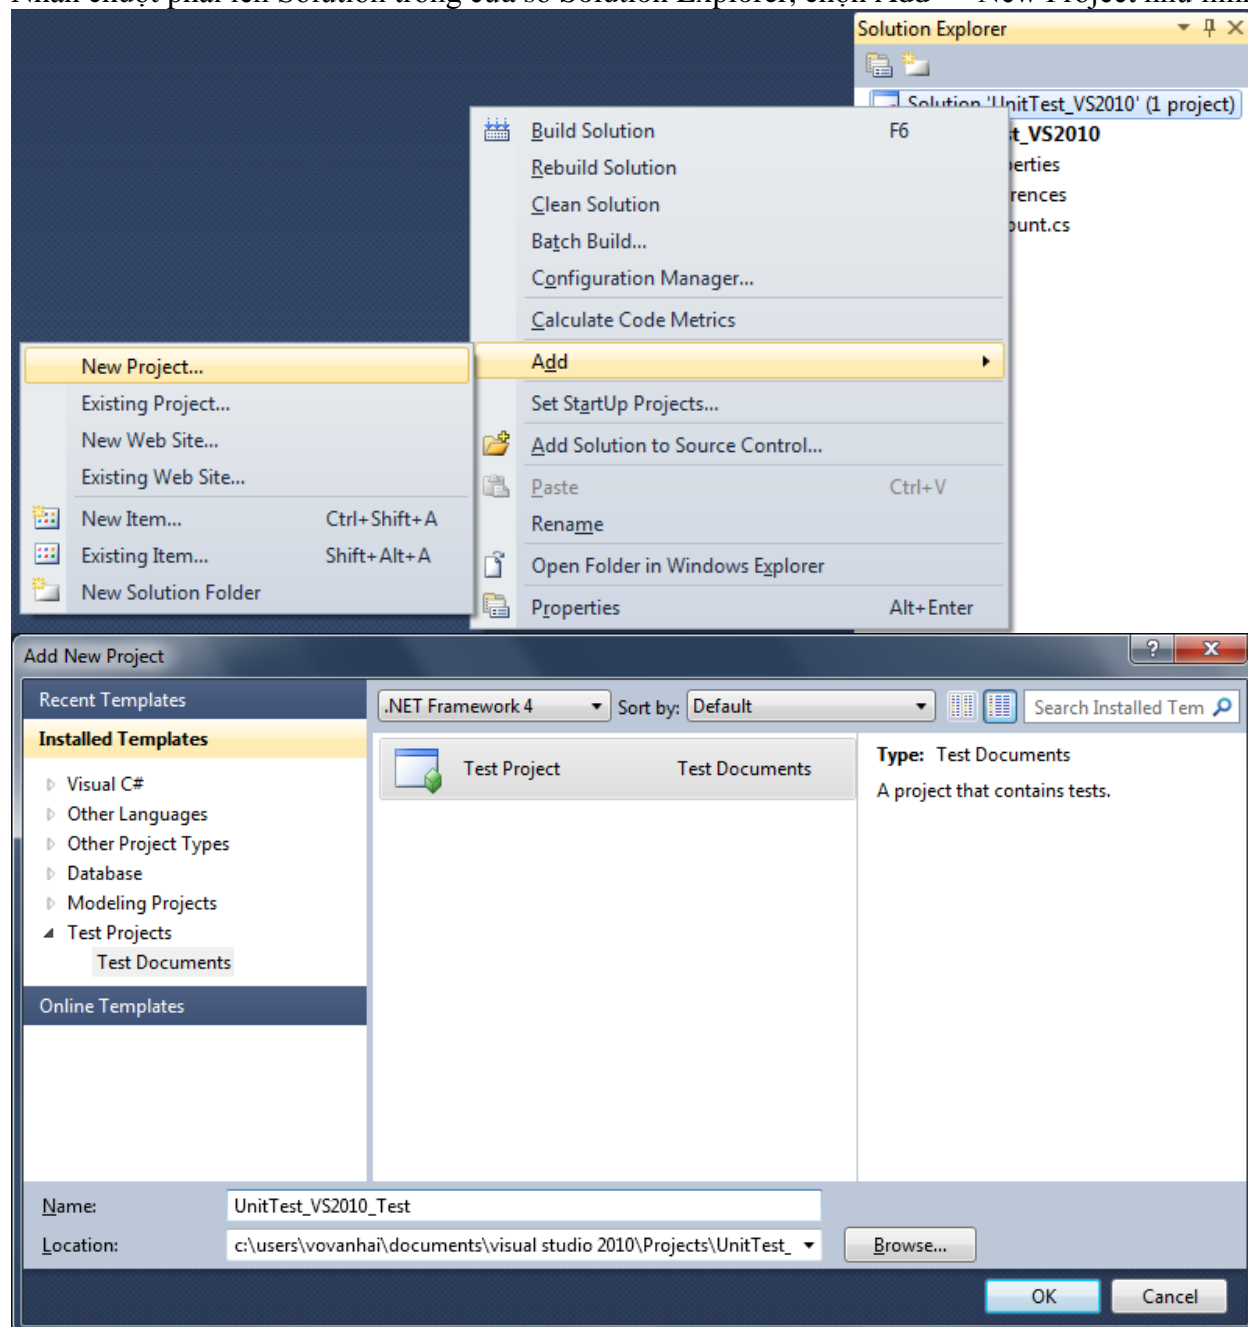 Solution Explorer
Solution 'UnitTest_VS2010' (1 project)
Build Solution F6
t_VS2010
Rebuild Solution
erties
Clean Solution
rences
Batch Build...
ount.cs
Configuration Manager...
Calculate Code Metrics
Add
New Project...
Existing Project...
Set StartUp Projects...
New Web Site...
Add Solution to Source Control...
Existing Web Site...
Paste Ctrl+V
New Item... Ctrl+Shift+A
Rename
Existing Item... Shift+Alt+A
Open Folder in Windows Explorer
New Solution Folder
Properties Alt+Enter
Add New Project
Recent Templates
.NET Framework 4 Sort by: Default Search Installed Tem
Installed Templates
Test Project Test Documents
Type: Test Documents
A project that contains tests.
Visual C#
Other Languages
Other Project Types
Database
Modeling Projects
Test Projects
Test Documents
Online Templates
Name: UnitTest_VS2010_Test
Location: c:\users\vovanhai\documents\visual studio 2010\Projects\UnitTest_ Browse...
OK Cancel